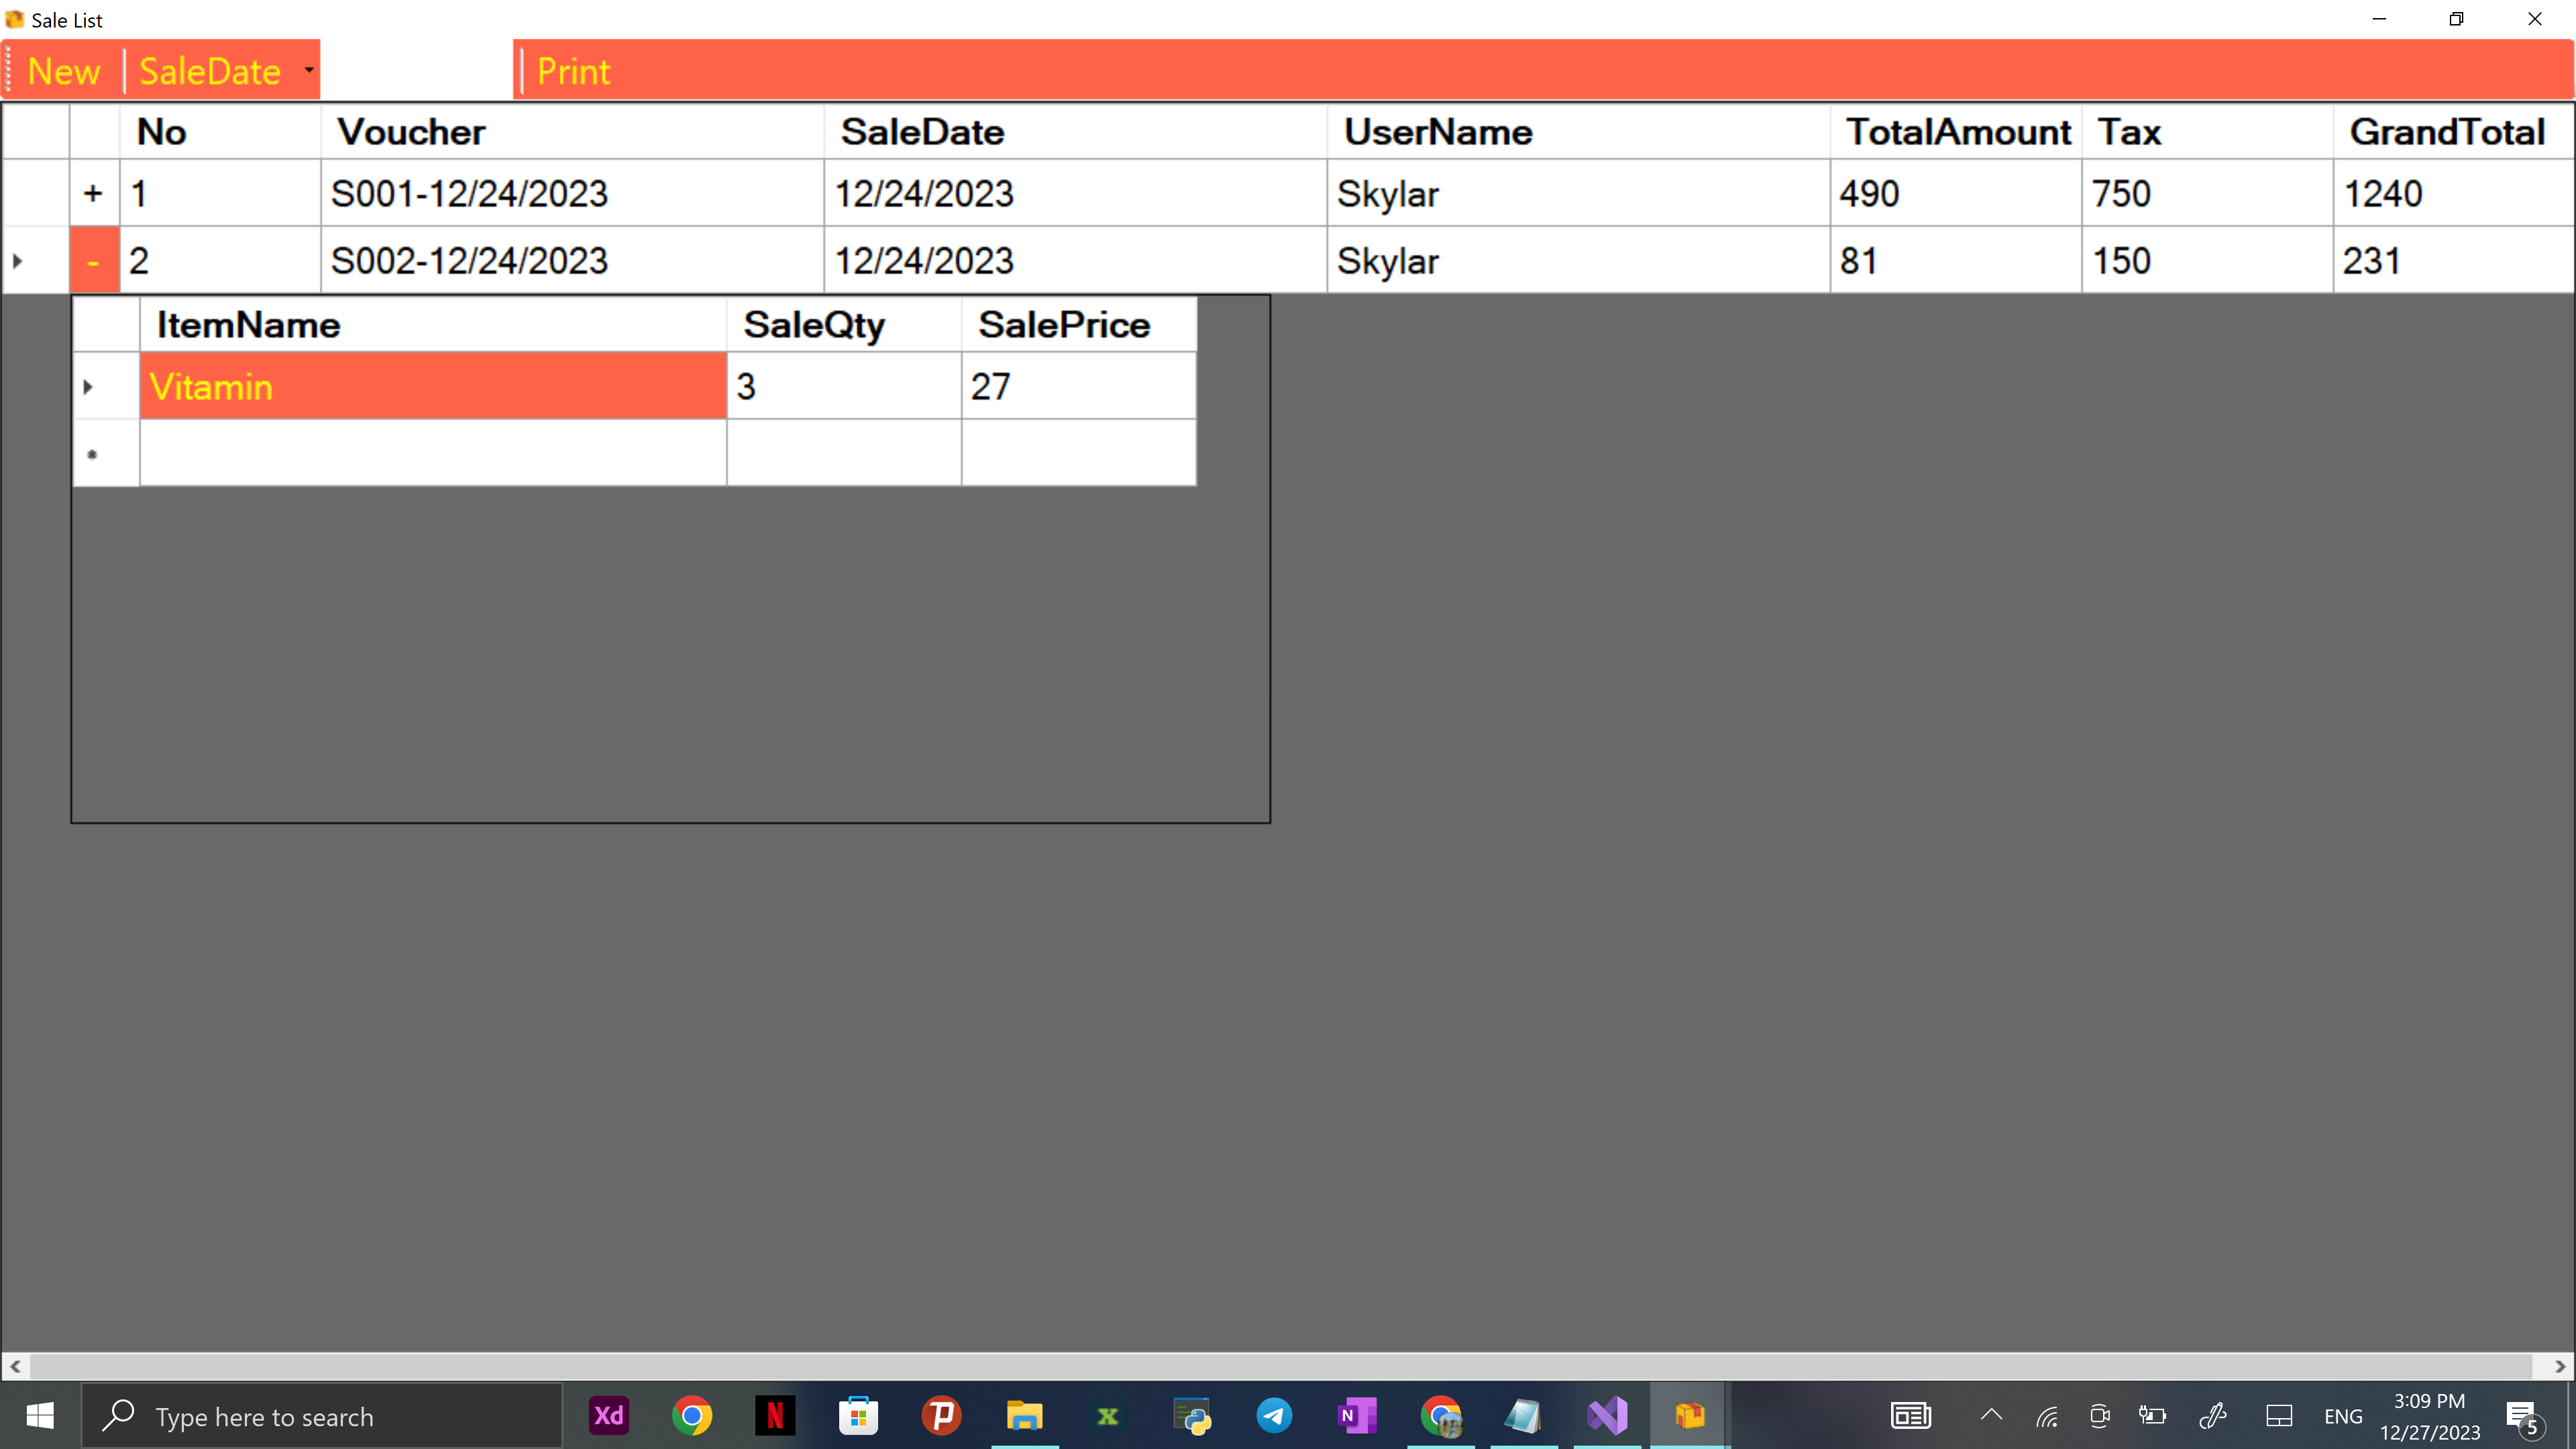 Sale List
New SaleDate Print
No Voucher SaleDate UserName TotalAmount Tax GrandTotal
+ 1 S001-12/24/2023 12/24/2023 Skylar 490 750 1240
- 2 S002-12/24/2023 12/24/2023 Skylar 81 150 231
ItemName SaleQty SalePrice
Vitamin 3 27
Type here to search
Xd
N
N
ENG
3:09 PM
12/27/2023
5